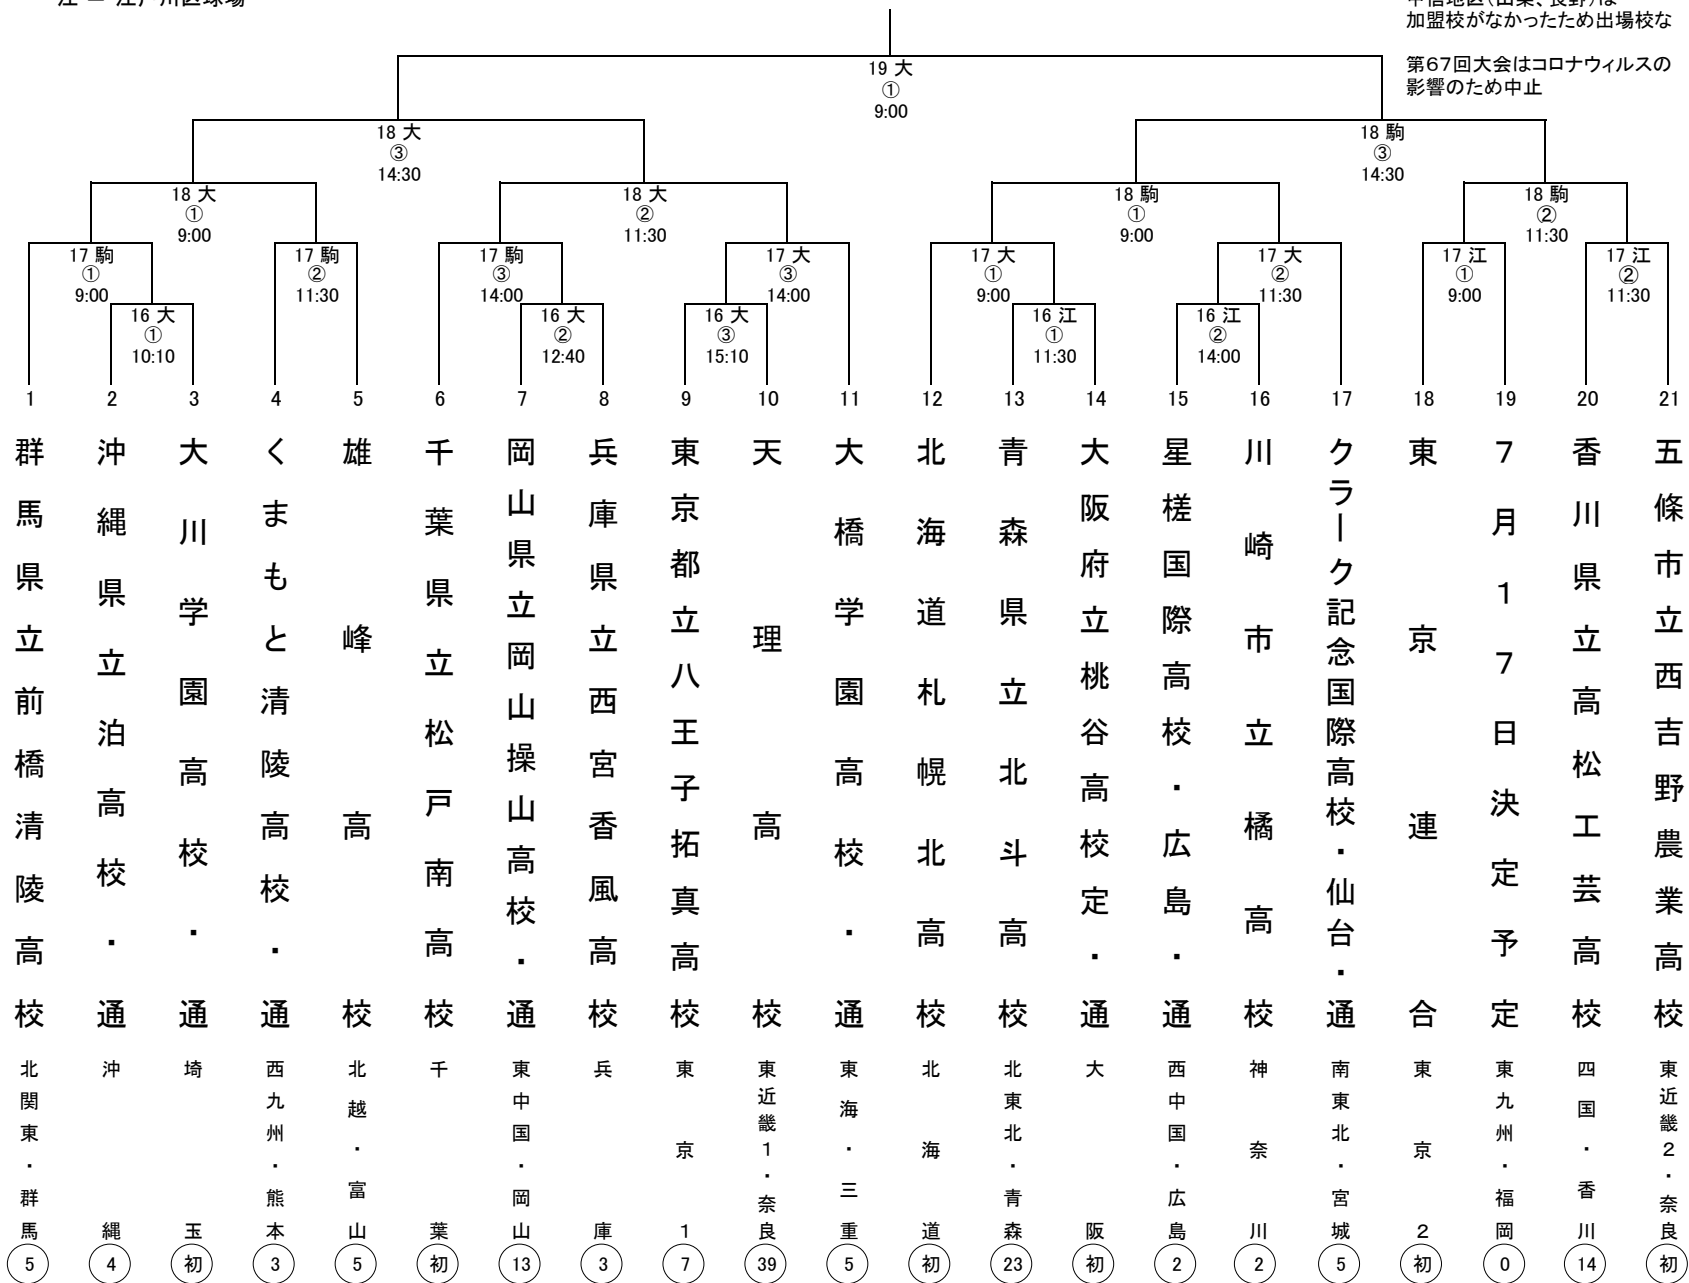 加盟校がなかったため出場校な
第67回大会はコロナウィルスの
影響のため中止
19 大
①
9:00
18 大
③
14:30
18 駒
③
14:30
18 大
①
9:00
18 大
②
11:30
18 駒
①
9:00
18 駒
②
11:30
17 駒
①
9:00
17 駒
②
11:30
17 駒
③
14:00
17 大
③
14:00
17 大
①
9:00
17 大
②
11:30
17 江
①
9:00
17 江
②
11:30
16 大
①
10:10
16 大
②
12:40
16 大
③
15:10
16 江
①
11:30
16 江
②
14:00
1
群馬県立前橋清陵高校
北関東・群馬
5
2
沖縄県立泊高校・通
沖縄
4
3
大川学園高校・通
埼玉
初
4
くまもと清陵高校・通
西九州・熊本
3
5
雄峰高校
北越・富山
5
6
千葉県立松戸南高校
千葉
初
7
岡山県立岡山操山高校・通
東中国・岡山
13
8
兵庫県立西宮香風高校
兵庫
3
9
東京都立八王子拓真高校
東京1
7
10
天理高校
東近畿1・奈良
39
11
大橋学園高校・通
東海・三重
5
12
北海道札幌北高校
北海道
初
13
青森県立北斗高校
北東北・青森
23
14
大阪府立桃谷高校定・通
大阪
初
15
星槎国際高校・広島・通
西中国・広島
2
16
川崎市立橘高校
神奈川
2
17
クラーク記念国際高校・仙台・通
南東北・宮城
5
18
東京連合
東京2
初
19
7月17日決定予定
東九州・福岡
0
20
香川県立高松工芸高校
四国・香川
14
21
五條市立西吉野農業高校
東近畿2・奈良
初